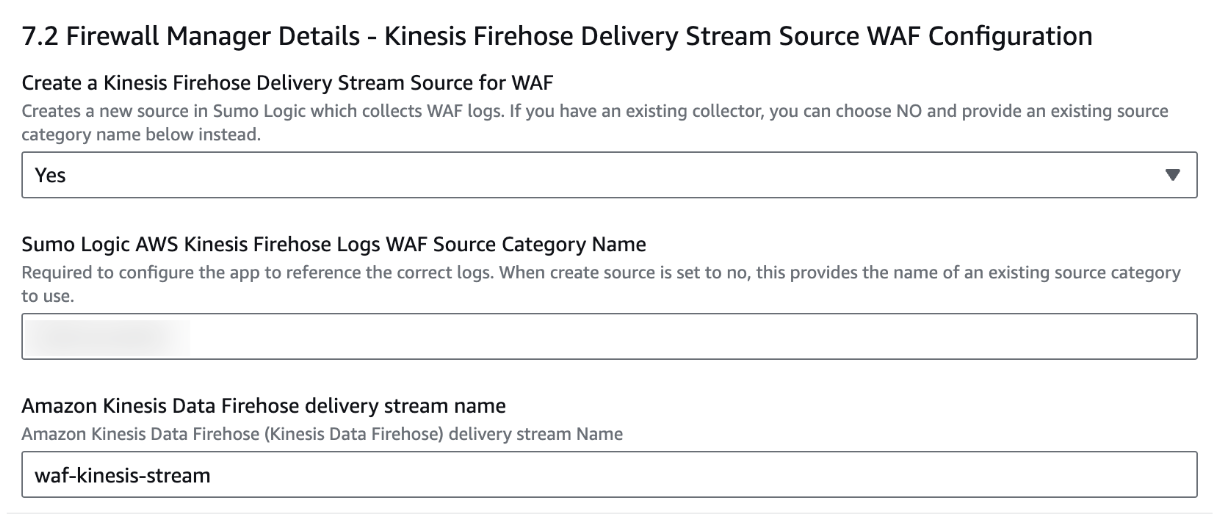 7.2 Firewall Manager Details - Kinesis Firehose Delivery Stream Source WAF Configuration
Create a Kinesis Firehose Delivery Stream Source for WAF
Creates a new source in Sumo Logic which collects WAF logs. If you have an existing collector, you can choose NO and provide an existing source
category name below instead.
Yes
Sumo Logic AWS Kinesis Firehose Logs WAF Source Category Name
Required to configure the app to reference the correct logs. When create source is set to no, this provides the name of an existing source category
to use.
Amazon Kinesis Data Firehose delivery stream name
Amazon Kinesis Data Firehose (Kinesis Data Firehose) delivery stream Name
waf-kinesis-stream